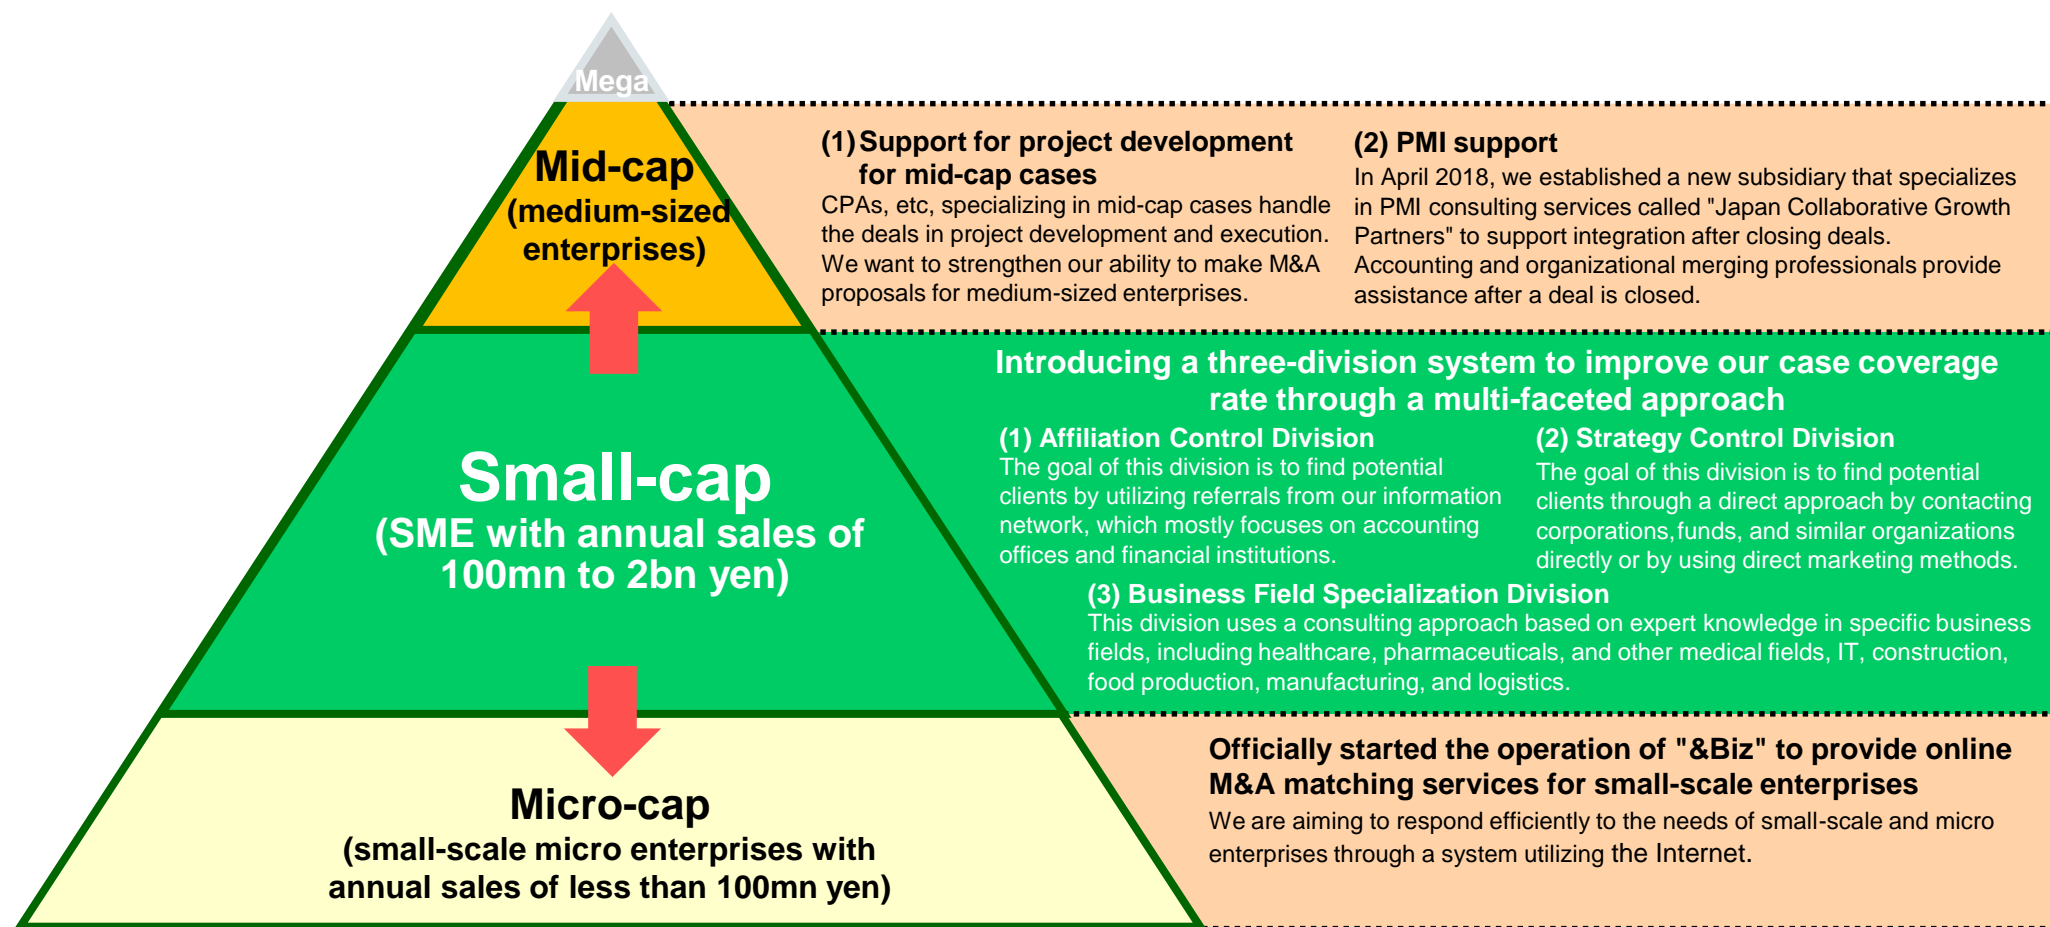 Mega
Mid-cap
(medium-sized
enterprises)
(1) Support for project development
for mid-cap cases
CPAs, etc, specializing in mid-cap cases handle
the deals in project development and execution.
We want to strengthen our ability to make M&A
proposals for medium-sized enterprises.
(2) PMI support
In April 2018, we established a new subsidiary that specializes
in PMI consulting services called "Japan Collaborative Growth
Partners" to support integration after closing deals.
Accounting and organizational merging professionals provide
assistance after a deal is closed.
Small-cap
(SME with annual sales of
100mn to 2bn yen)
Introducing a three-division system to improve our case coverage
rate through a multi-faceted approach
(1) Affiliation Control Division
The goal of this division is to find potential
clients by utilizing referrals from our information
network, which mostly focuses on accounting
offices and financial institutions.
(2) Strategy Control Division
The goal of this division is to find potential
clients through a direct approach by contacting
corporations,funds, and similar organizations
directly or by using direct marketing methods.
(3) Business Field Specialization Division
This division uses a consulting approach based on expert knowledge in specific business
fields, including healthcare, pharmaceuticals, and other medical fields, IT, construction,
food production, manufacturing, and logistics.
Micro-cap
(small-scale micro enterprises with
annual sales of less than 100mn yen)
Officially started the operation of "&Biz" to provide online
M&A matching services for small-scale enterprises
We are aiming to respond efficiently to the needs of small-scale and micro
enterprises through a system utilizing the Internet.